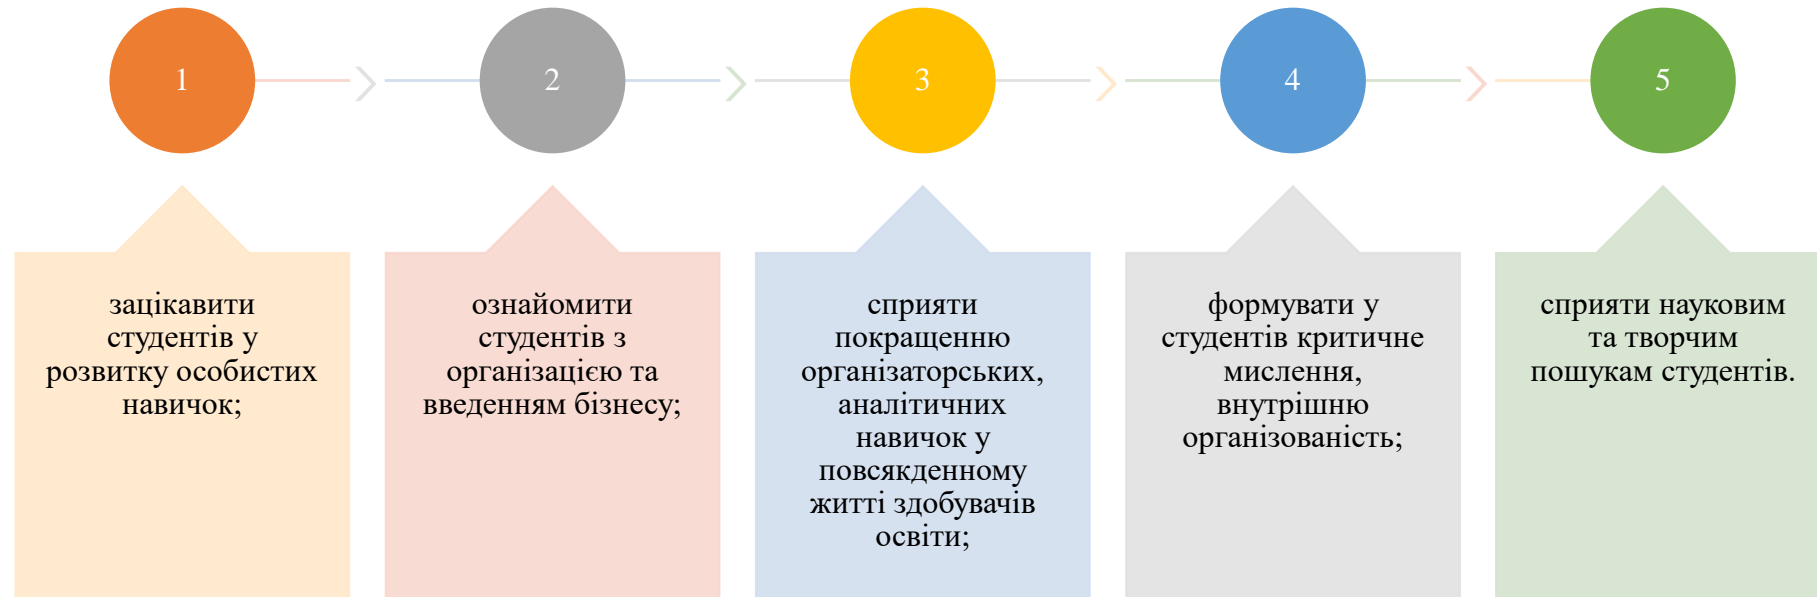 1
2
3
4
5
зацікавити
студентів у
розвитку особистих
навичок;
ознайомити
студентів з
організацією та
введенням бізнесу;
сприяти
покращенню
організаторських,
аналітичних
навичок у
повсякденному
житті здобувачів
освіти;
формувати у
студентів критичне
мислення,
внутрішню
організованість;
сприяти науковим
та творчим
пошукам студентів.